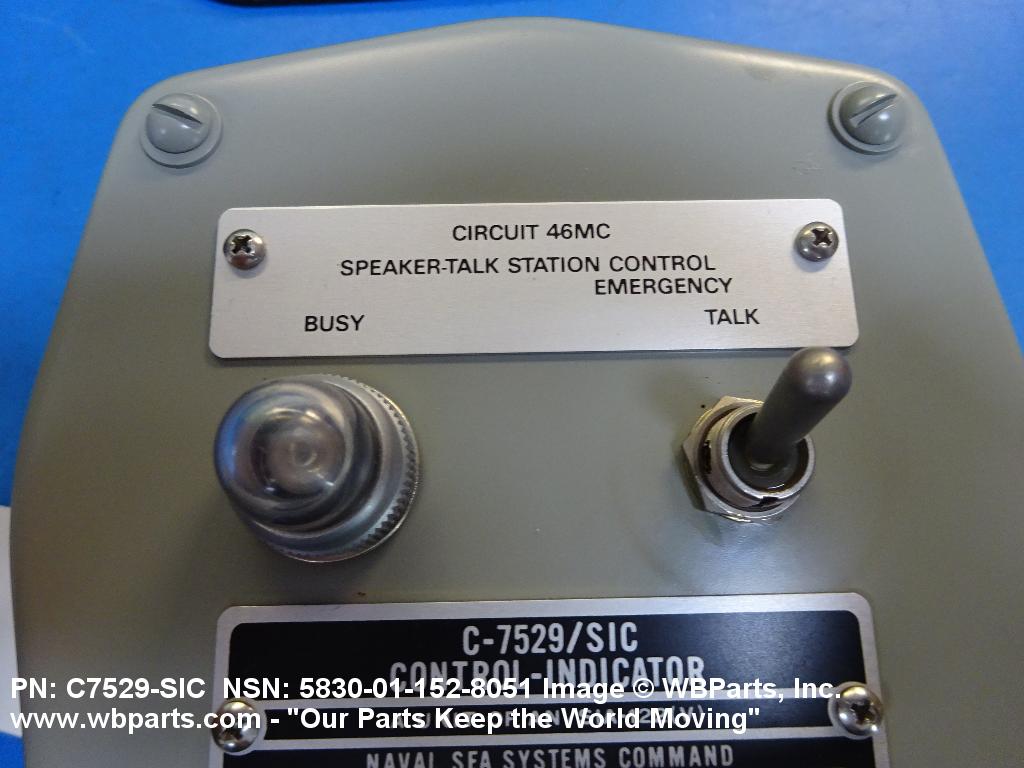 CIRCUIT 46MC
SPEAKER-TALK STATION CONTROL
EMERGENCY
BUSY TALK
C-7529/SIC
CONTROL-INDICATOR
PN: C7529-SIC NSN: 5830-01-152-8051 Image © WBParts, Inc.
www.wbparts.com - "Our Parts Keep the World Moving"
NAVAL SEA SYSTEMS COMMAND